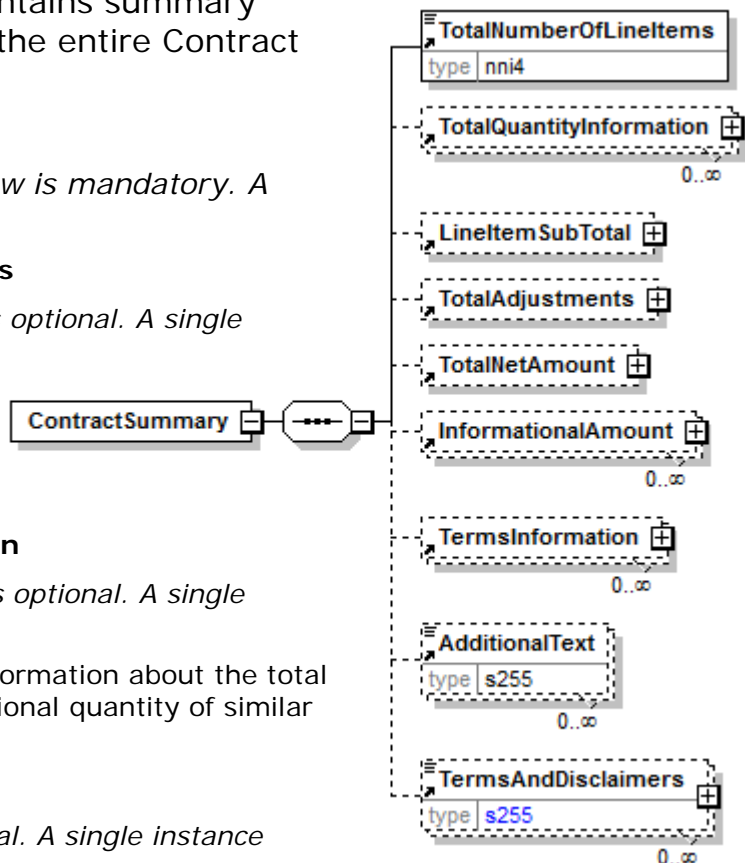 ntains summary
the entire Contract
w is mandatory. A
s
optional. A single
n
s optional. A single
formation about the total
ional quantity of similar
al. A single instance
ContractSummary
TotalNumberOfLineItems
type nni4
TotalQuantityInformation
0..∞
LineItemSubTotal
TotalAdjustments
TotalNetAmount
InformationalAmount
0..∞
TermsInformation
0..∞
AdditionalText
type s255
0..∞
TermsAndDisclaimers
type s255
0..∞